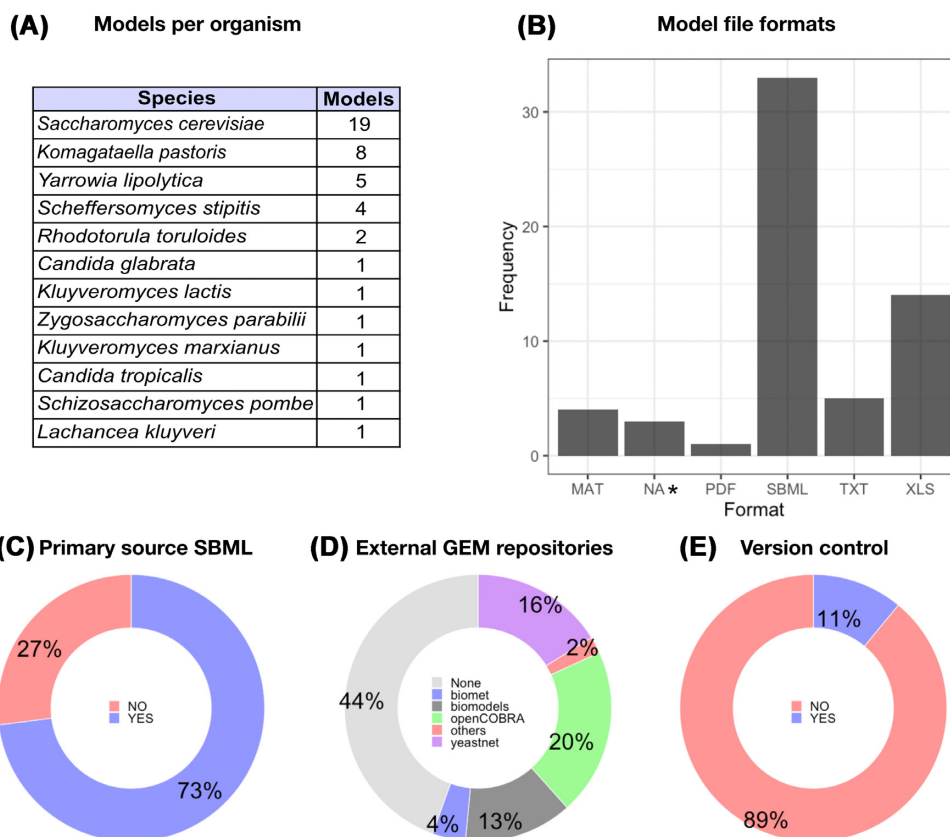 (A) Models per organism
Species Models
Saccharomyces cerevisiae 19
Komagataella pastoris 8
Yarrowia lipolytica 5
Scheffersomyces stipitis 4
Rhodotorula toruloides 2
Candida glabrata 1
Kluyveromyces lactis 1
Zygosaccharomyces parabilii 1
Kluyveromyces marxianus 1
Candida tropicalis 1
Schizosaccharomyces pombe 1
Lachancea kluyveri 1
(B) Model file formats
Frequency
30
20
10
0
MAT NA* PDF SBML TXT XLS
Format
(C) Primary source SBML
27%
NO
YES
73%
(D) External GEM repositories
16%
2%
None
biomet
biomodels
openCOBRA
others
yeastnet
44%
20%
4%
13%
(E) Version control
11%
NO
YES
89%